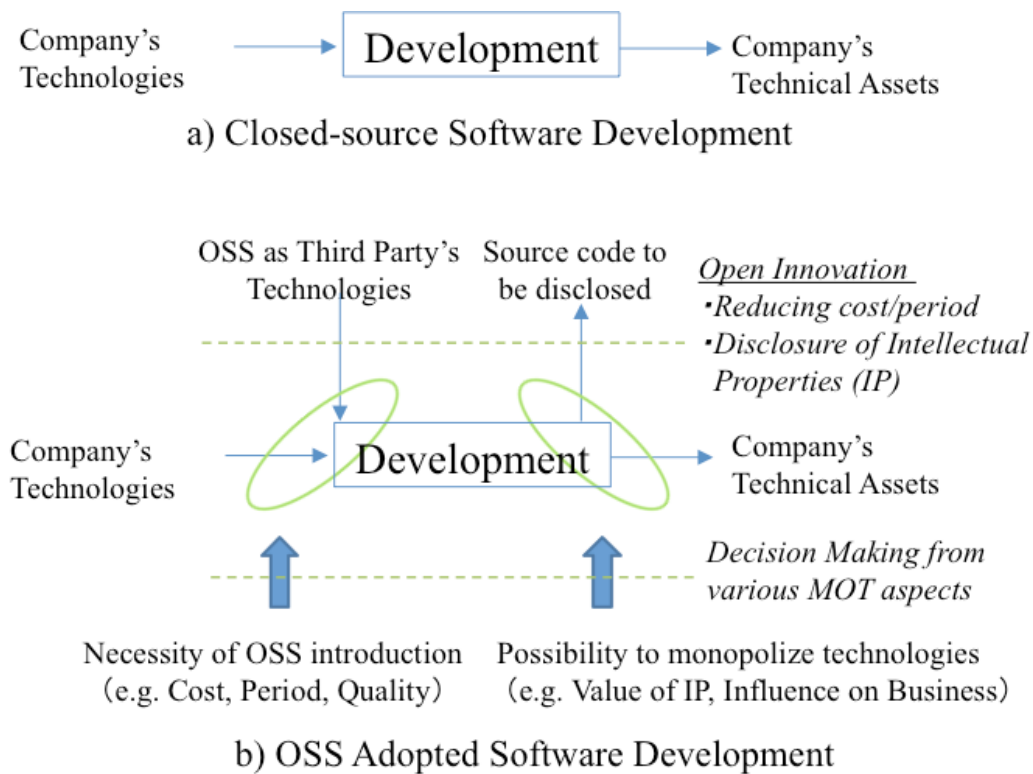 Company’s
Technologies
Development
Company’s
Technical Assets
a) Closed-source Software Development
OSS as Third Party’s
Technologies
Source code to
be disclosed
Open Innovation
・Reducing cost/period
・Disclosure of Intellectual
Properties (IP)
Company’s
Technologies
Development
Company’s
Technical Assets
Decision Making from
various MOT aspects
Necessity of OSS introduction
（e.g. Cost, Period, Quality）
Possibility to monopolize technologies
（e.g. Value of IP, Influence on Business）
b) OSS Adopted Software Development